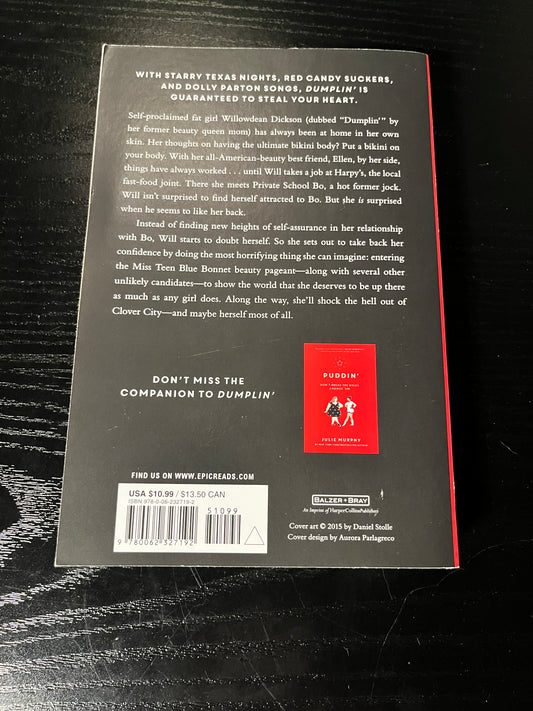 WITH STARRY TEXAS NIGHTS, RED CANDY SUCKERS,
AND DOLLY PARTON SONGS, DUMPLIN' IS
GUARANTEED TO STEAL YOUR HEART.
Self-proclaimed fat girl Willowdean Dickson (dubbed “Dumplin’” by
her former beauty queen mom) has always been at home in her own
skin. Her thoughts on having the ultimate bikini body? Put a bikini on
your body. With her all-American-beauty best friend, Ellen, by her side,
things have always worked . . . until Will takes a job at Harpy’s, the local
fast-food joint. There she meets Private School Bo, a hot former jock.
Will isn’t surprised to find herself attracted to Bo. But she is surprised
when he seems to like her back.
Instead of finding new heights of self-assurance in her relationship
with Bo, Will starts to doubt herself. So she sets out to take back her
confidence by doing the most horrifying thing she can imagine: entering
the Miss Teen Blue Bonnet beauty pageant—along with several other
unlikely candidates—to show the world that she deserves to be up there
as much as any girl does. Along the way, she’ll shock the hell out of
Clover City—and maybe herself most of all.
DON’T MISS THE
COMPANION TO DUMPLIN’
PUDDIN’
JULIE MURPHY
FIND US ON WWW.EPICREADS.COM
USA $10.99 / $13.50 CAN
ISBN 978-0-06-232719-2
51099
9 780062 327192
BALZER + BRAY
An Imprint of HarperCollinsPublishers
Cover art © 2015 by Daniel Stolle
Cover design by Aurora Parlagreco